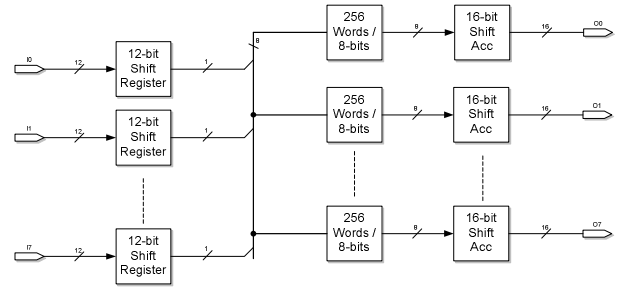 I0
12
12-bit
Shift
Register
1
8
256
Words /
8-bits
8
16-bit
Shift
Acc
16
O0
I1
12
12-bit
Shift
Register
1
256
Words /
8-bits
8
16-bit
Shift
Acc
16
O1
I7
12
12-bit
Shift
Register
1
256
Words /
8-bits
8
16-bit
Shift
Acc
16
O7